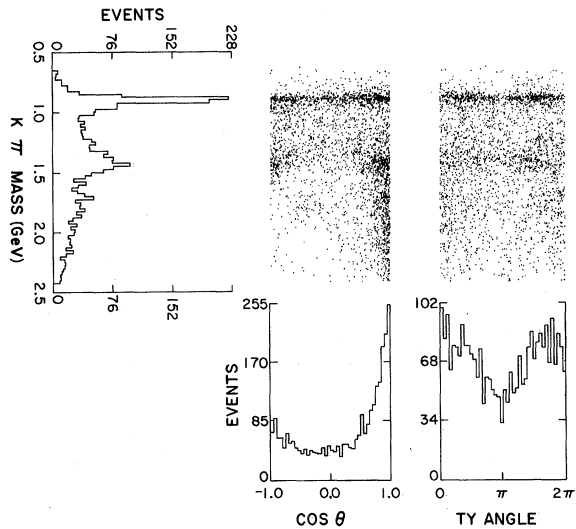 EVENTS
0 76 152 228
0.5
1.0
1.5
2.0
2.5
K π MASS (GeV)
0 76 152
255
170
85
0
EVENTS
-1.0 0.0 1.0
COS θ
102
68
34
0
0 π 2π
TY ANGLE